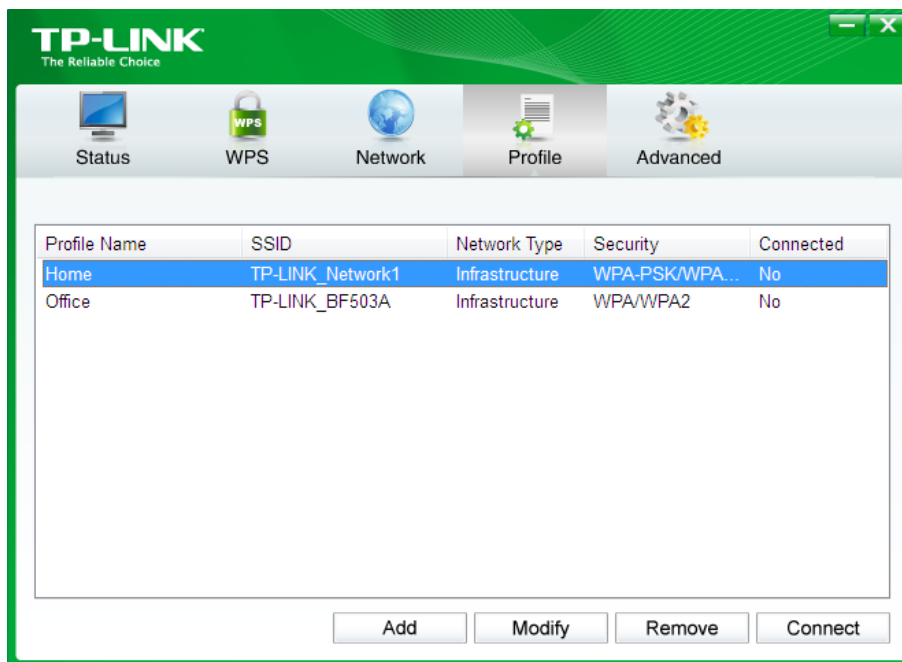 TP-LINK
The Reliable Choice
WPS
Status WPS Network Profile Advanced
Profile Name SSID Network Type Security Connected
Home TP-LINK_Network1 Infrastructure WPA-PSK/WPA... No
Office TP-LINK_BF503A Infrastructure WPA/WPA2 No
Add Modify Remove Connect